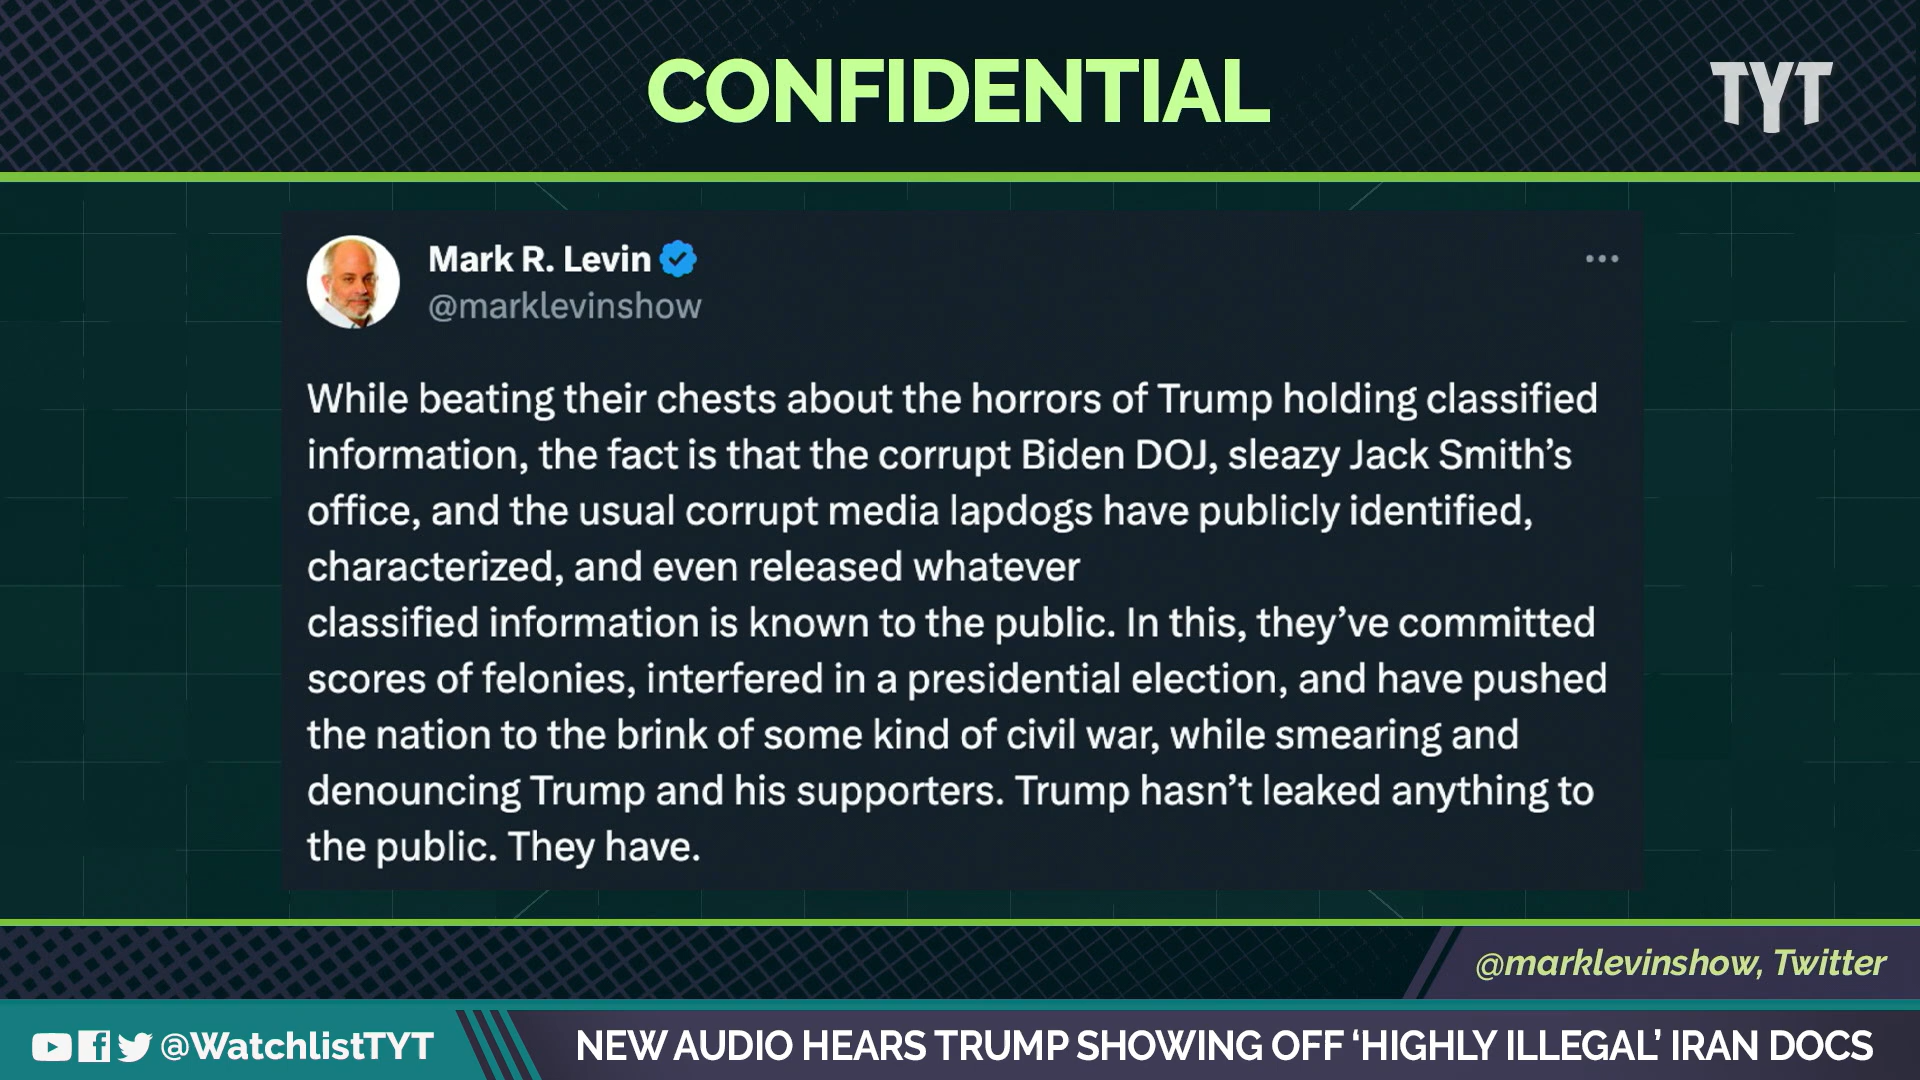 CONFIDENTIAL
TYT
Mark R. Levin
@marklevinshow
While beating their chests about the horrors of Trump holding classified
information, the fact is that the corrupt Biden DOJ, sleazy Jack Smith’s
office, and the usual corrupt media lapdogs have publicly identified,
characterized, and even released whatever
classified information is known to the public. In this, they’ve committed
scores of felonies, interfered in a presidential election, and have pushed
the nation to the brink of some kind of civil war, while smearing and
denouncing Trump and his supporters. Trump hasn’t leaked anything to
the public. They have.
@marklevinshow, Twitter
@WatchlistTYT
NEW AUDIO HEARS TRUMP SHOWING OFF ‘HIGHLY ILLEGAL’ IRAN DOCS